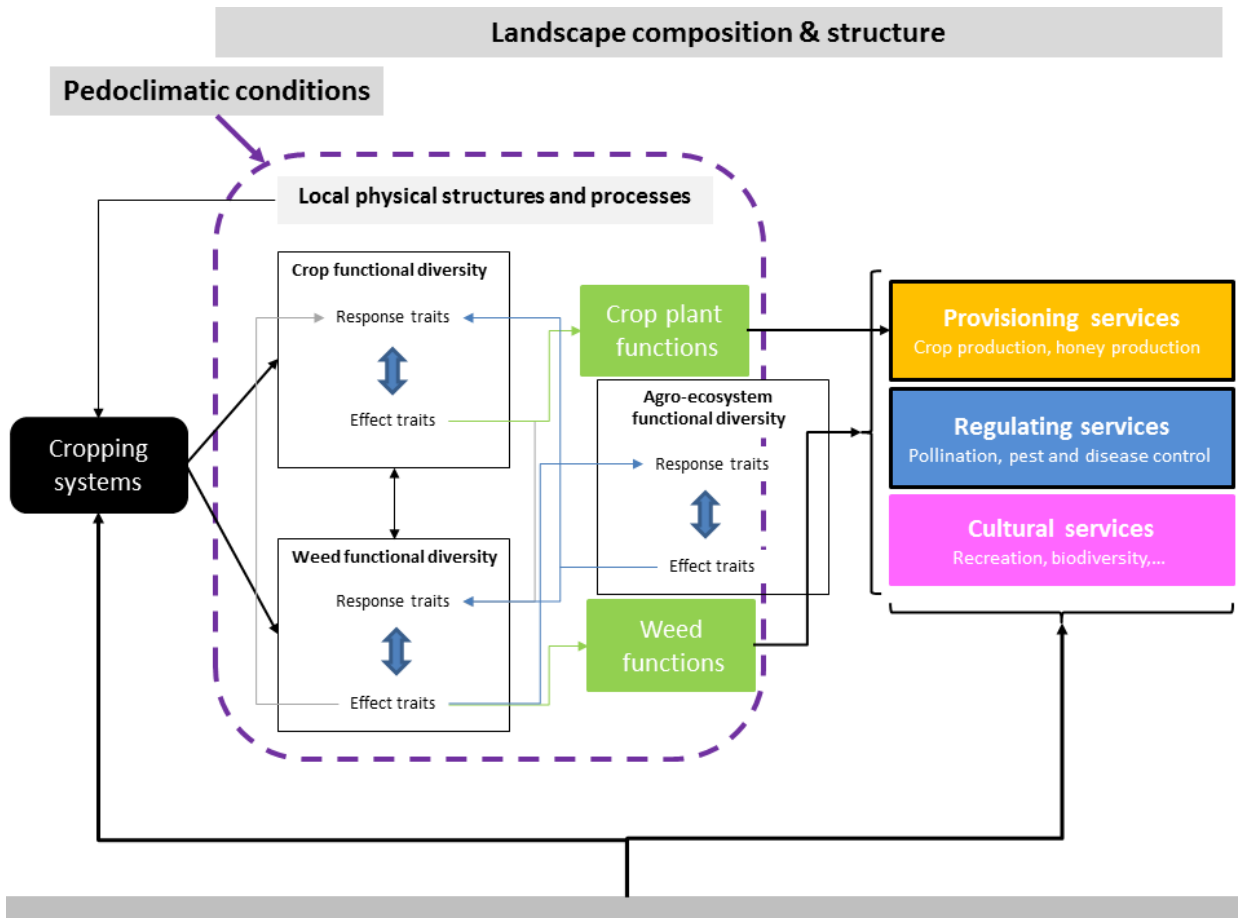 Landscape composition & structure
Pedoclimatic conditions
Local physical structures and processes
Crop functional diversity
Response traits
Effect traits
Crop plant
functions
Agro-ecosystem
functional diversity
Response traits
Effect traits
Cropping
systems
Weed functional diversity
Response traits
Effect traits
Weed
functions
Provisioning services
Crop production, honey production
Regulating services
Pollination, pest and disease control
Cultural services
Recreation, biodiversity,...